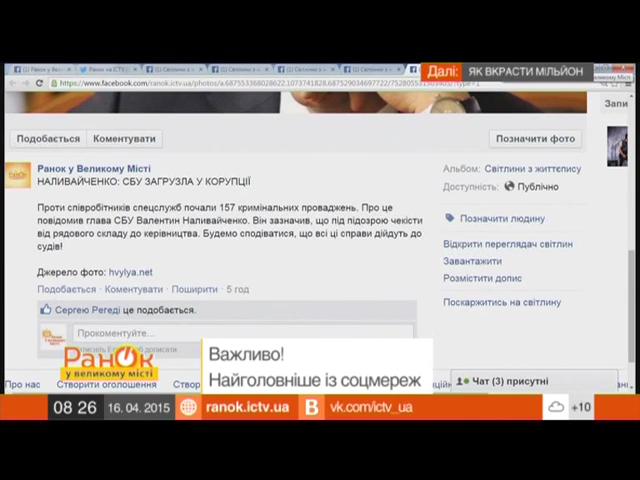 Далі: ЯК ВКРАСТИ МІЛЬЙОН
Подобається Коментувати
Позначити фото
Ранок у Великому Місті
НАЛИВАЙЧЕНКО: СБУ ЗАГРУЗЛА У КОРУПЦІЇ
Проти співробітників спецслужб почали 157 кримінальних проваджень. Про це
повідомив глава СБУ Валентин Наливайченко. Він зазначив, що під підозрою чекісти
від рядового складу до керівництва. Будемо сподіватися, що всі ці справи дійдуть до
судів!
Джерело фото: hvylya.net
Подобається · Коментувати · Поширити · 5 год
Сергею Регеді це подобається.
Прокоментуйте...
Альбом: Світлини з життєпису
Доступність: Публічно
Позначити людину
Відкрити переглядач світлин
Завантажити
Розмістити допис
Поскаржитись на світлину
РАНОК
у великому місті
Важливо!
Найголовніше із соцмереж
Про нас Створити оголошення
Чат (3) присутні
08 26 16. 04. 2015 ranok.ictv.ua B vk.com/ictv_ua +10